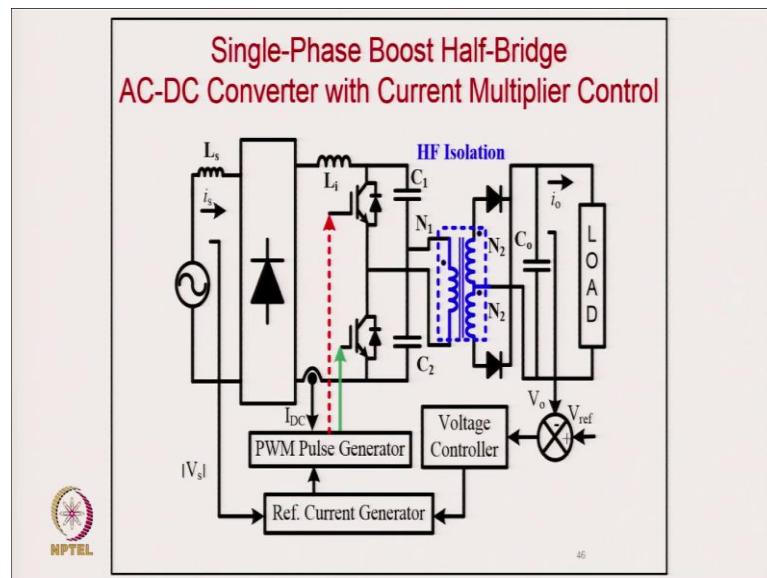 Single-Phase Boost Half-Bridge
AC-DC Converter with Current Multiplier Control
HF Isolation
Ls
is
Li
C1
N1
N2
N2
Co
io
LOAD
C2
IDC
Vo
Vref
-
+
PWM Pulse Generator
Voltage
Controller
|Vs|
Ref. Current Generator
NPTEL
46